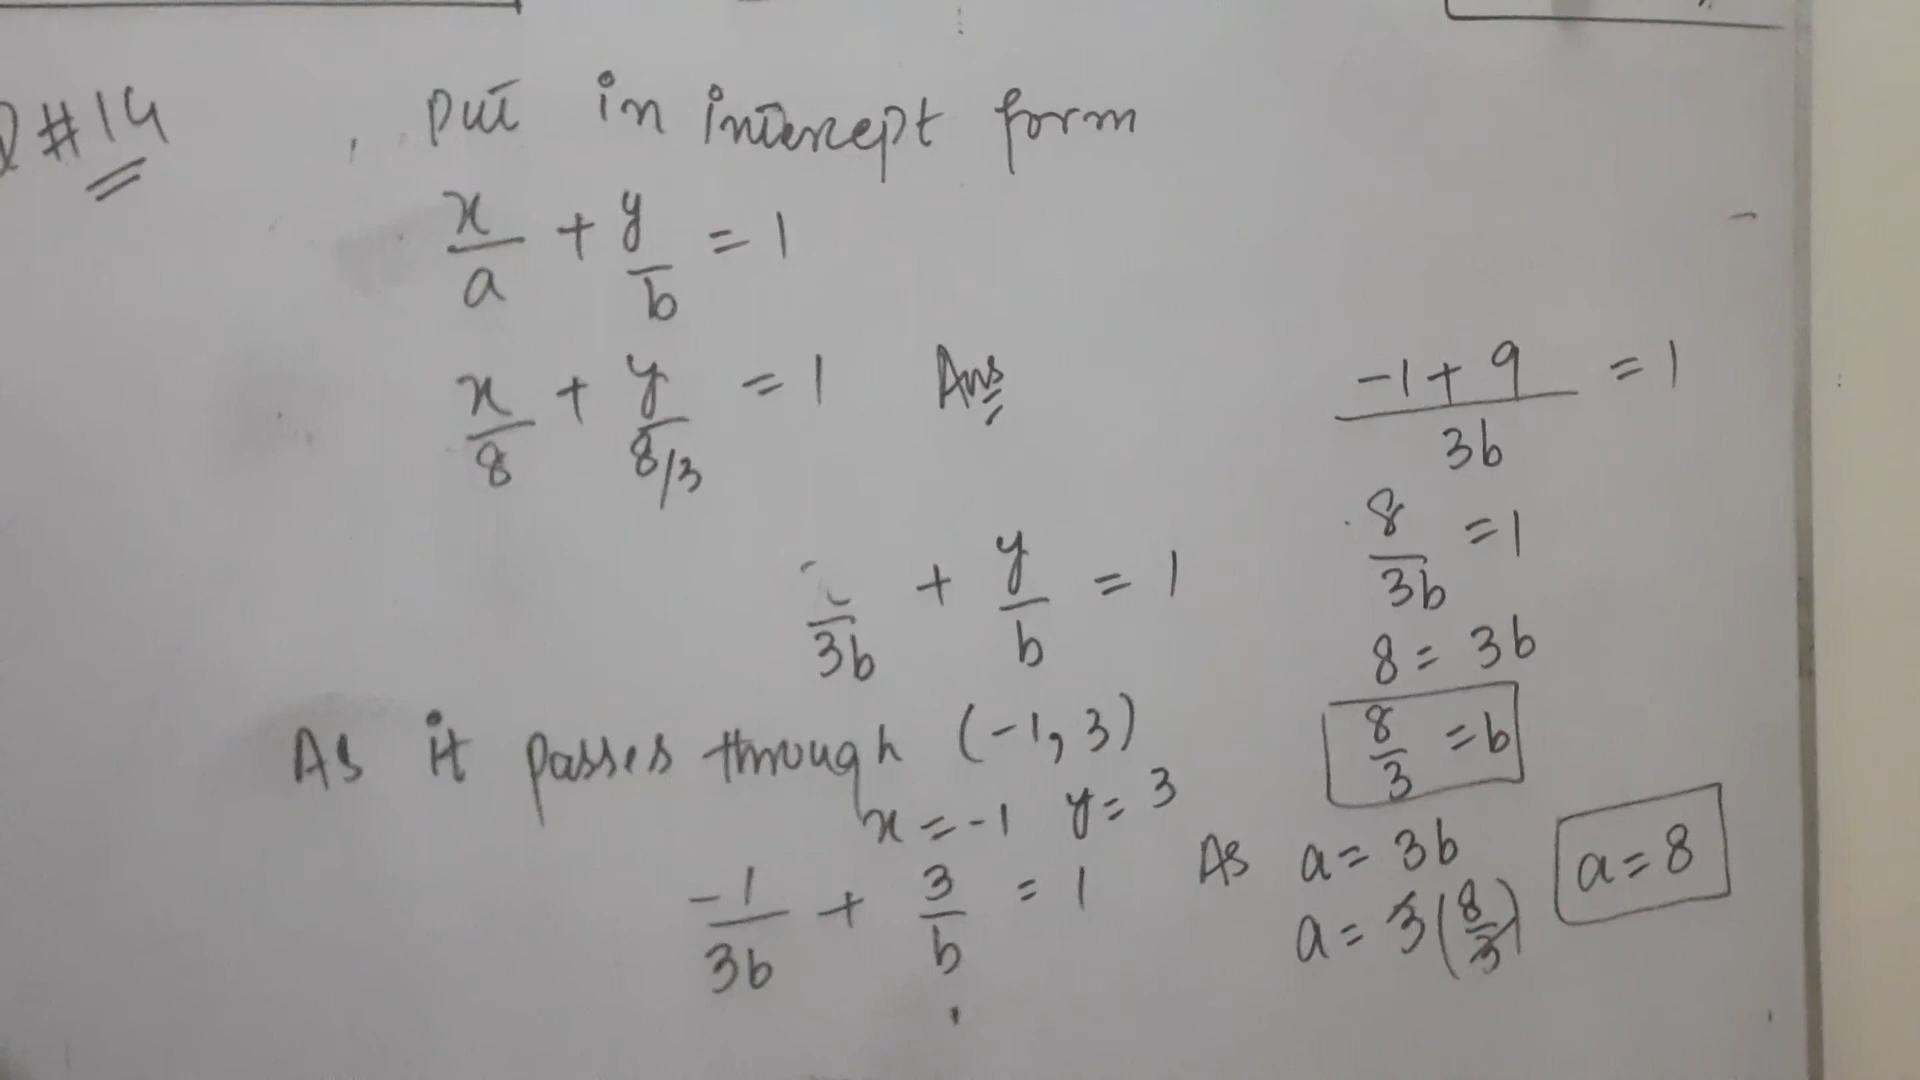 #14
Put in intercept form
x/a + y/b = 1
x/8 + y/8/3 = 1 Ans
/3b + y/b = 1
As it passes through (-1, 3)
x = -1 y = 3
-1/3b + 3/b = 1
-1 + 9/3b = 1
8/3b = 1
8 = 3b
8/3 = b
As a = 3b
a = 3(8/3)
a = 8